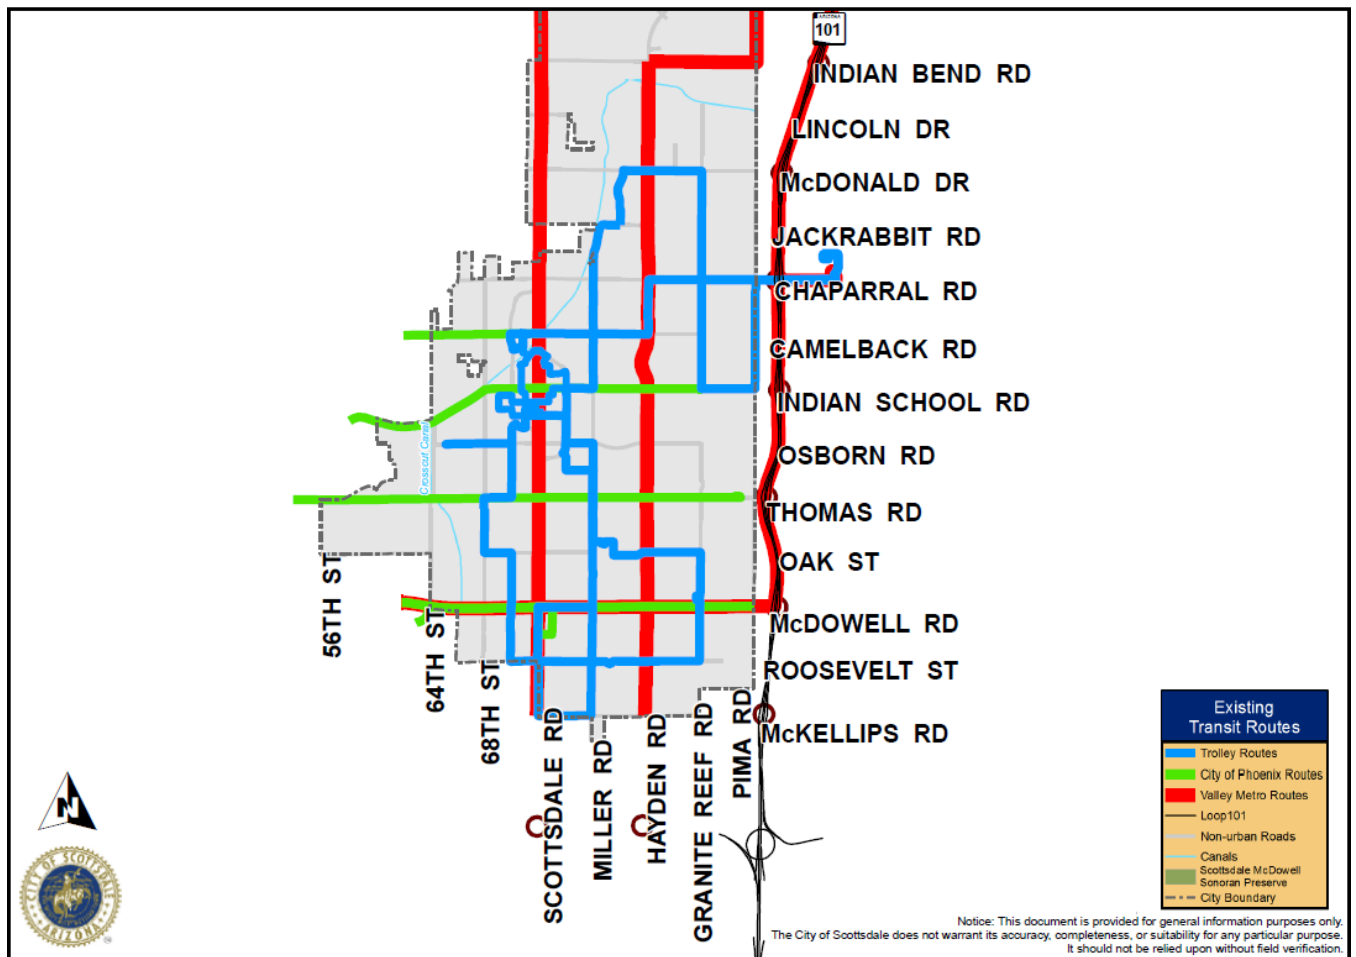 ARIZONA
101
INDIAN BEND RD
LINCOLN DR
McDONALD DR
JACKRABBIT RD
CHAPARRAL RD
CAMELBACK RD
INDIAN SCHOOL RD
OSBORN RD
THOMAS RD
OAK ST
McDOWELL RD
ROOSEVELT ST
McKELLIPS RD
Crosscut Canal
56TH ST
64TH ST
68TH ST
SCOTTSDALE RD
MILLER RD
HAYDEN RD
GRANITE REEF RD
PIMA RD
N
CITY OF SCOTTSDALE
ARIZONA
Existing
Transit Routes
Trolley Routes
City of Phoenix Routes
Valley Metro Routes
Loop101
Non-urban Roads
Canals
Scottsdale McDowell
Sonoran Preserve
City Boundary
Notice: This document is provided for general information purposes only.
The City of Scottsdale does not warrant its accuracy, completeness, or suitability for any particular purpose.
It should not be relied upon without field verification.